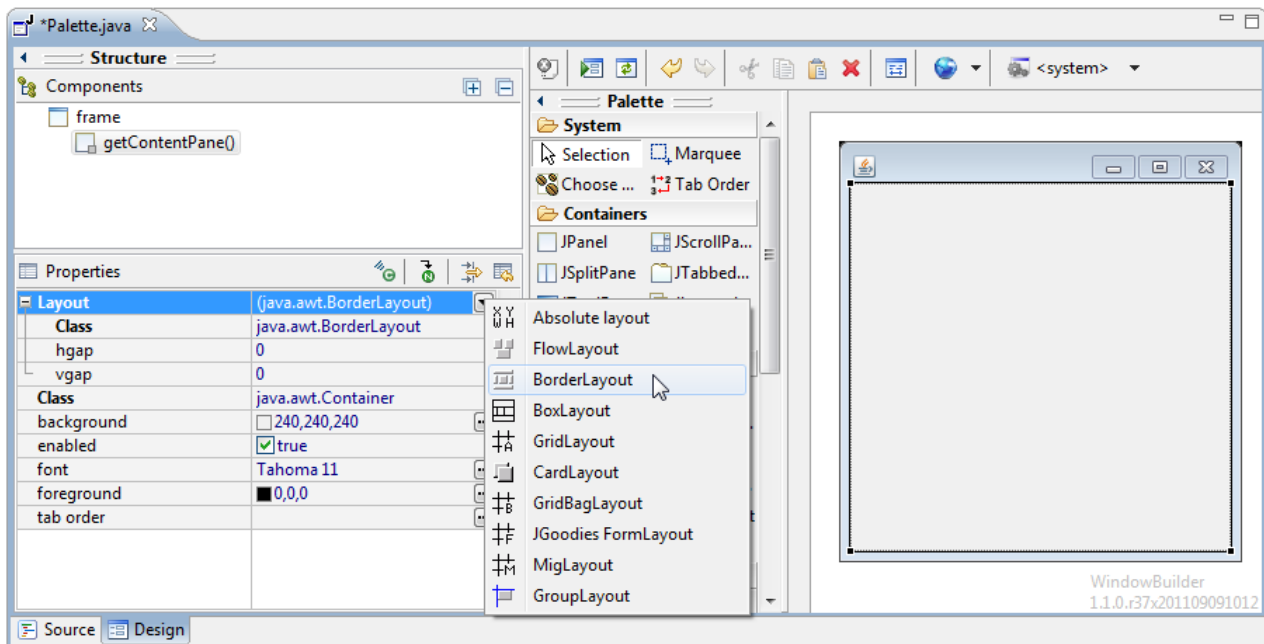 *Palette.java
Structure
Components
frame
getContentPane()
Properties
Layout (java.awt.BorderLayout)
Class java.awt.BorderLayout
hgap 0
vgap 0
Class java.awt.Container
background 240,240,240
enabled true
font Tahoma 11
foreground 0,0,0
tab order
<system>
Palette
System
Selection Marquee
Choose ... Tab Order
Containers
JPanel JScrollPa...
JSplitPane JTabbed...
Absolute layout
FlowLayout
BorderLayout
BoxLayout
GridLayout
CardLayout
GridBagLayout
JGoodies FormLayout
MigLayout
GroupLayout
WindowBuilder
1.1.0.r37x201109091012
Source Design